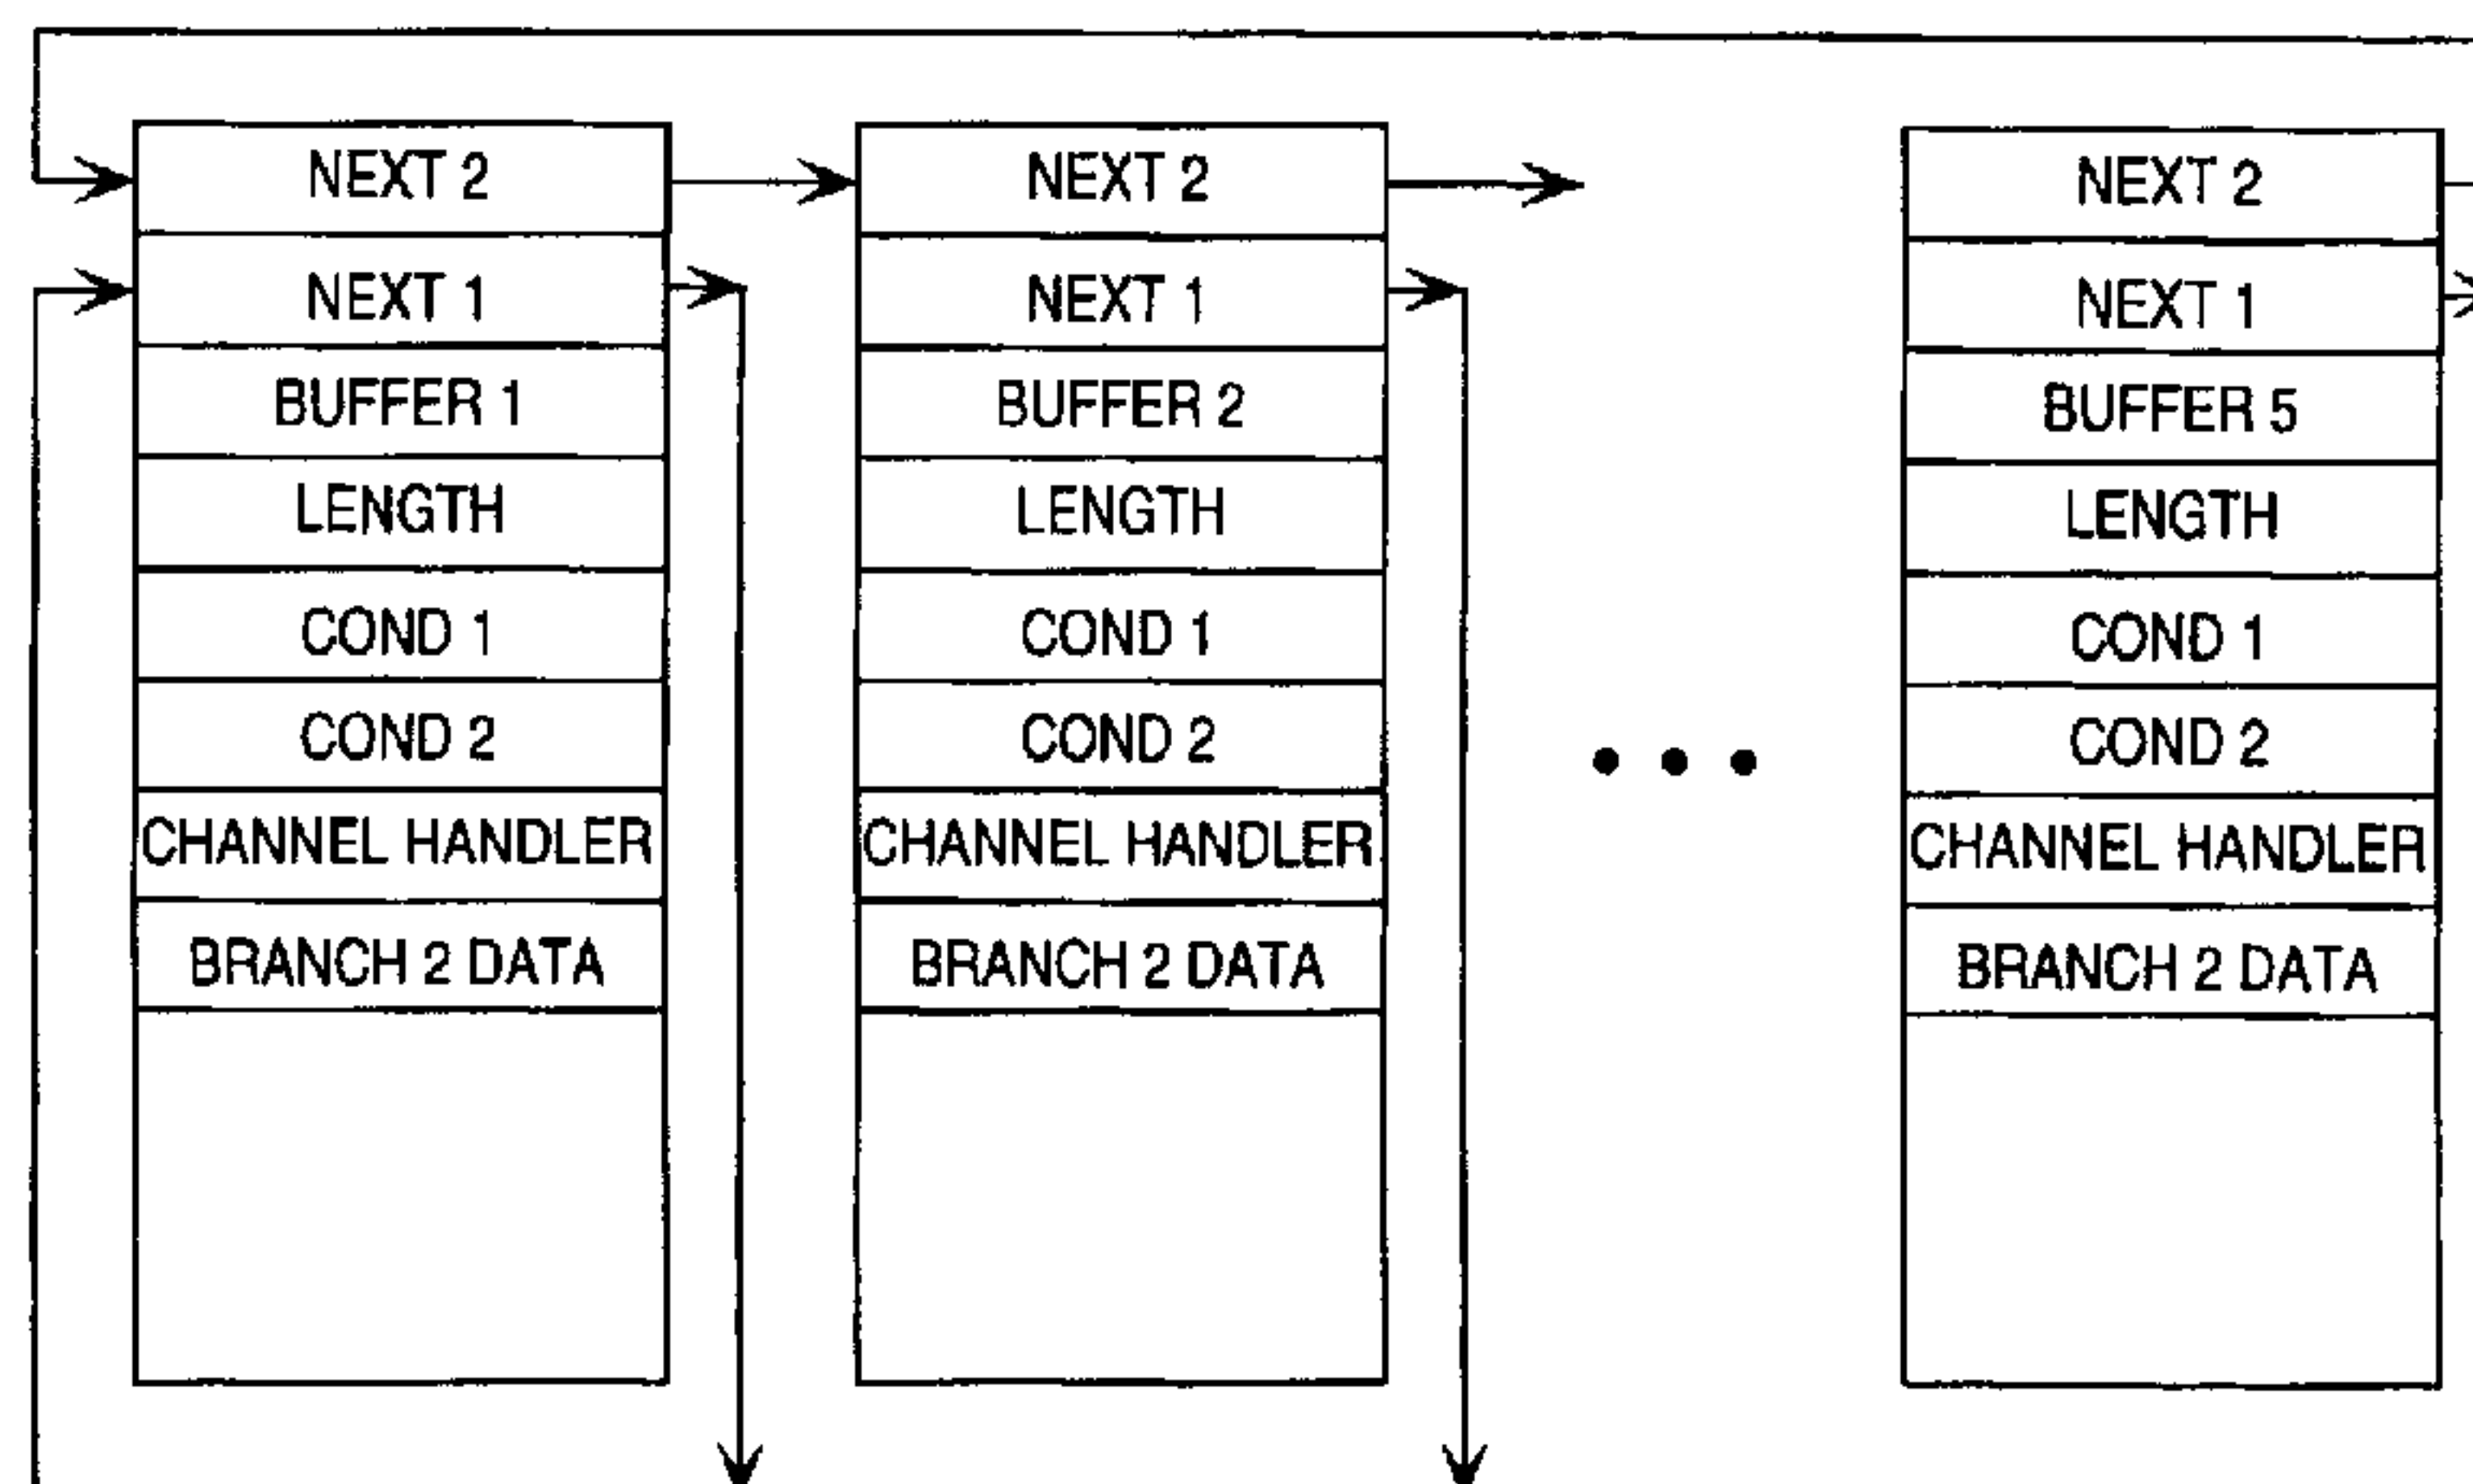 NEXT 2
NEXT 1
BUFFER 1
LENGTH
COND 1
COND 2
CHANNEL HANDLER
BRANCH 2 DATA
NEXT 2
NEXT 1
BUFFER 2
LENGTH
COND 1
COND 2
CHANNEL HANDLER
BRANCH 2 DATA
NEXT 2
NEXT 1
BUFFER 5
LENGTH
COND 1
COND 2
CHANNEL HANDLER
BRANCH 2 DATA